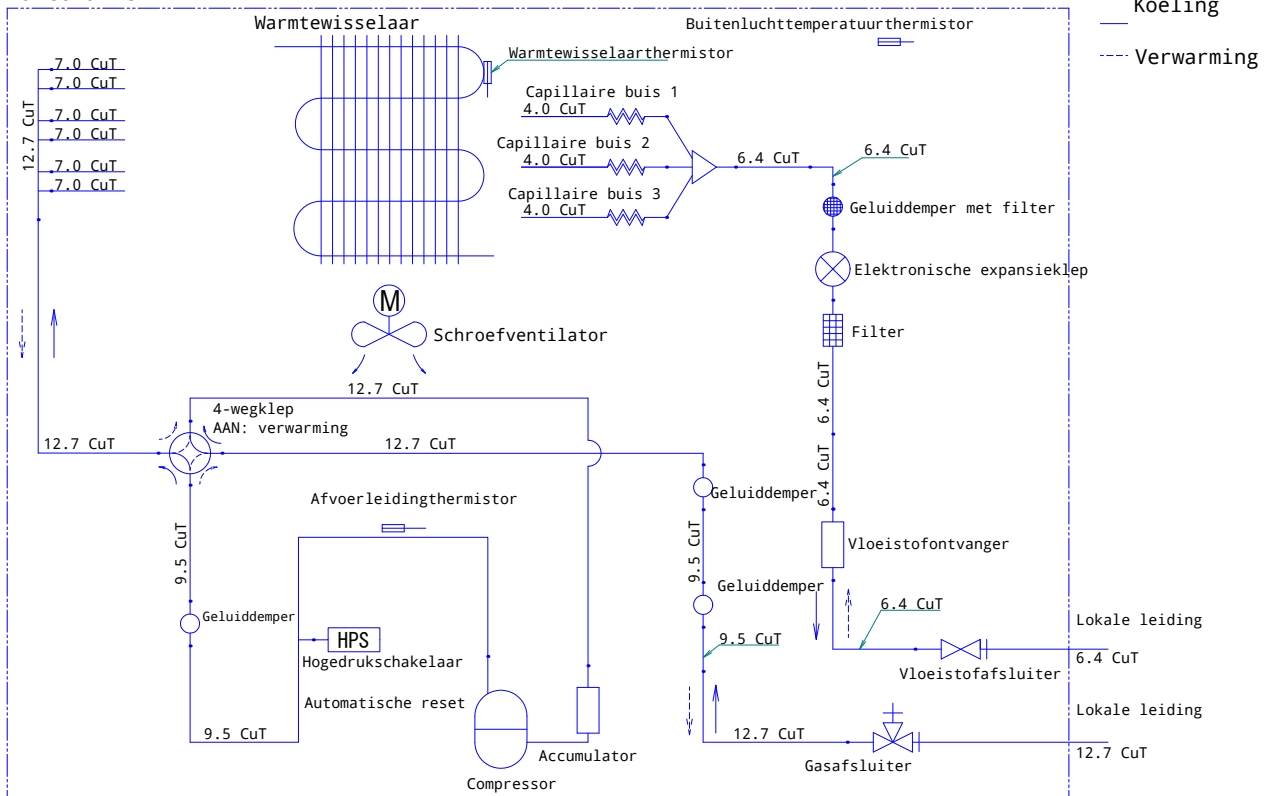 Koeling
Verwarming
Warmtewisselaar
Buitenluchttemperatuurthermistor
Warmtewisselaarthermistor
7.0 CuT
7.0 CuT
7.0 CuT
7.0 CuT
7.0 CuT
7.0 CuT
12.7 CuT
Capillaire buis 1
4.0 CuT
Capillaire buis 2
4.0 CuT
Capillaire buis 3
4.0 CuT
6.4 CuT
6.4 CuT
Geluiddemper met filter
Elektronische expansieklep
M
Schroefventilator
Filter
6.4 CuT
12.7 CuT
4-wegklep
AAN: verwarming
12.7 CuT
12.7 CuT
6.4 CuT
Geluiddemper
Afvoerleidingthermistor
9.5 CuT
9.5 CuT
Vloeistofontvanger
Geluiddemper
Geluiddemper
6.4 CuT
HPS
Hogedrukschakelaar
9.5 CuT
Lokale leiding
6.4 CuT
Vloeistofafsluiter
Automatische reset
9.5 CuT
Accumulator
Compressor
12.7 CuT
Gasafsluiter
Lokale leiding
12.7 CuT